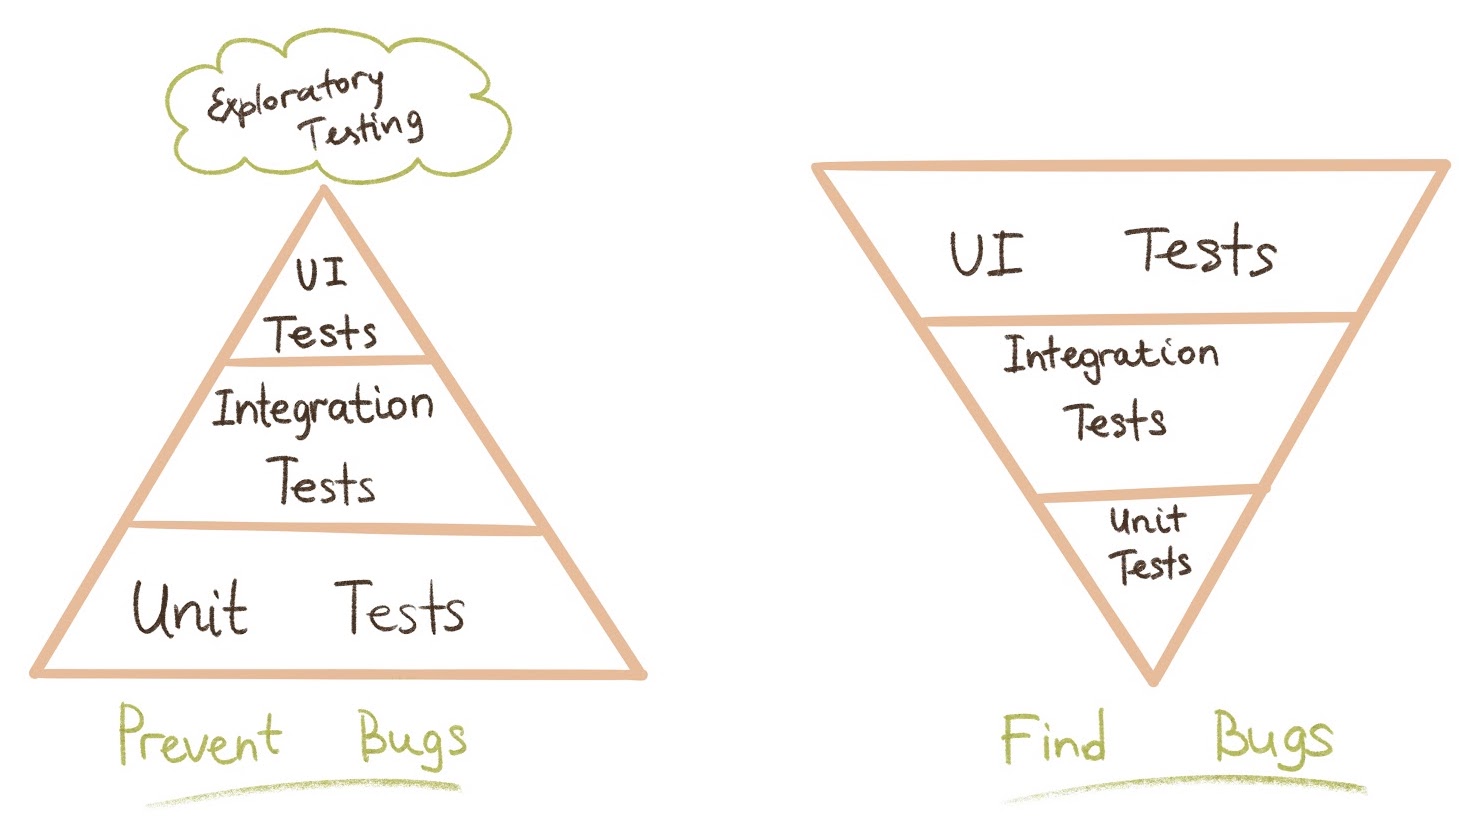 Exploratory
Testing
UI
Tests
Integration
Tests
Unit Tests
Prevent Bugs
UI Tests
Integration
Tests
Unit
Tests
Find Bugs